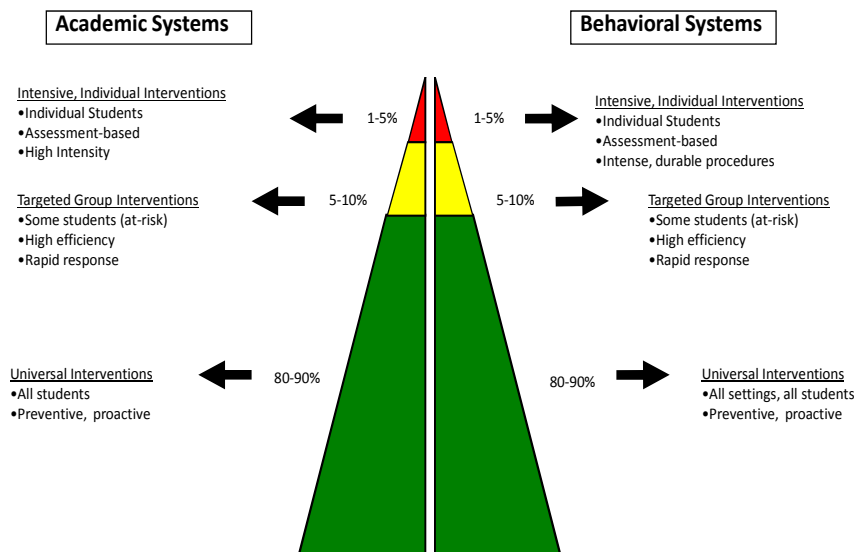 Academic Systems
Behavioral Systems
Intensive, Individual Interventions
•Individual Students
•Assessment-based
•High Intensity
1-5%
1-5%
Intensive, Individual Interventions
•Individual Students
•Assessment-based
•Intense, durable procedures
Targeted Group Interventions
•Some students (at-risk)
•High efficiency
•Rapid response
5-10%
5-10%
Targeted Group Interventions
•Some students (at-risk)
•High efficiency
•Rapid response
Universal Interventions
•All students
•Preventive, proactive
80-90%
80-90%
Universal Interventions
•All settings, all students
•Preventive, proactive